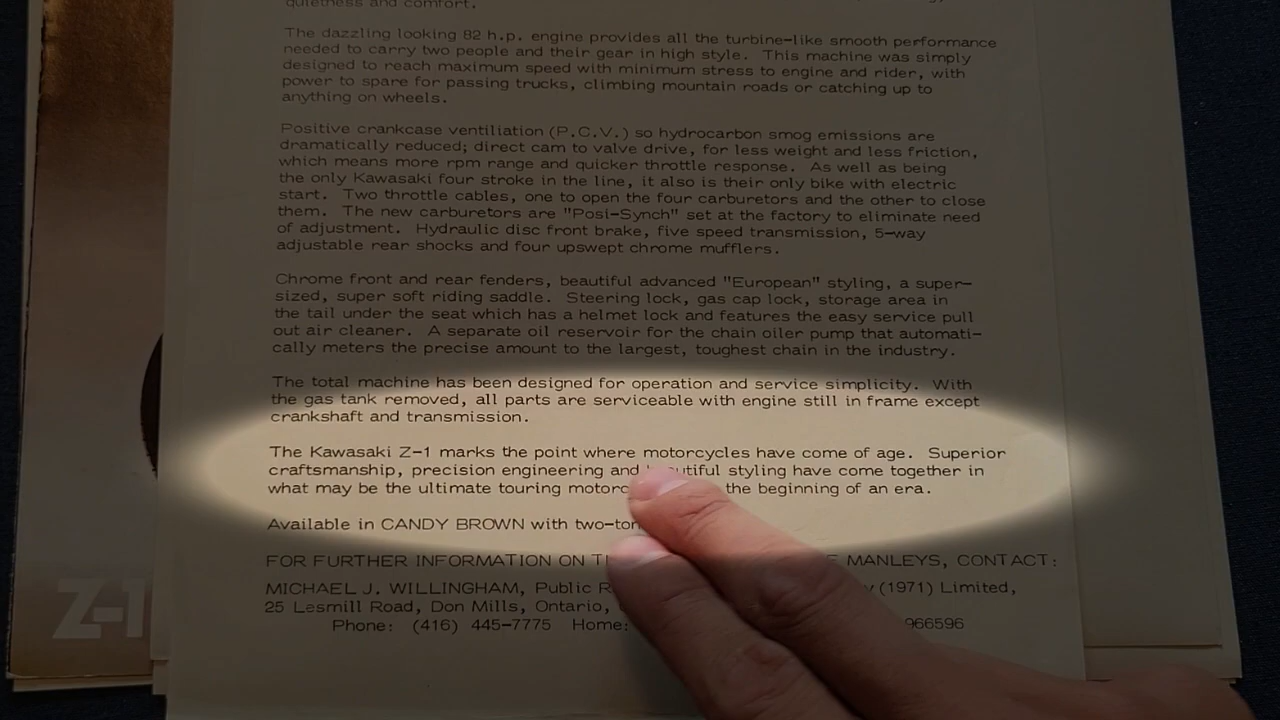 quietness and comfort.
The dazzling looking 82 h.p. engine provides all the turbine-like smooth performance
needed to carry two people and their gear in high style. This machine was simply
designed to reach maximum speed with minimum stress to engine and rider, with
power to spare for passing trucks, climbing mountain roads or catching up to
anything on wheels.
Positive crankcase ventiliation (P.C.V.) so hydrocarbon smog emissions are
dramatically reduced; direct cam to valve drive, for less weight and less friction,
which means more rpm range and quicker throttle response. As well as being
the only Kawasaki four stroke in the line, it also is their only bike with electric
start. Two throttle cables, one to open the four carburetors and the other to close
them. The new carburetors are "Posi-Synch" set at the factory to eliminate need
of adjustment. Hydraulic disc front brake, five speed transmission, 5-way
adjustable rear shocks and four upswept chrome mufflers.
Chrome front and rear fenders, beautiful advanced "European" styling, a super-
sized, super soft riding saddle. Steering lock, gas cap lock, storage area in
the tail under the seat which has a helmet lock and features the easy service pull
out air cleaner. A separate oil reservoir for the chain oiler pump that automati-
cally meters the precise amount to the largest, toughest chain in the industry.
The total machine has been designed for operation and service simplicity. With
the gas tank removed, all parts are serviceable with engine still in frame except
crankshaft and transmission.
The Kawasaki Z-1 marks the point where motorcycles have come of age. Superior
craftsmanship, precision engineering and beautiful styling have come together in
what may be the ultimate touring the beginning of an era.
Available in CANDY BROWN with
FOR FURTHER INFORMATION ON MANLEYS, CONTACT:
MICHAEL J. WILLINGHAM, Public (1971) Limited,
25 Lesmill Road, Don Mills, Ontario,
Phone: (416) 445-7775 Home: 966596
Z-1